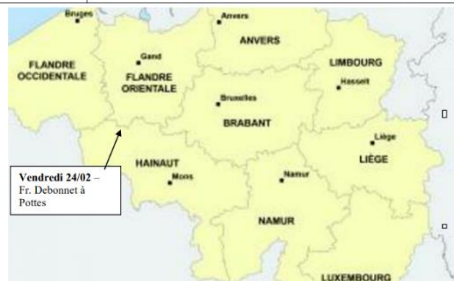 Bruges
Anvers
ANVERS
FLANDRE
OCCIDENTALE
Gand
FLANDRE
ORIENTALE
LIMBOURG
Hasselt
Bruxelles
BRABANT
Liège
LIÈGE
HAINAUT
Mons
Namur
NAMUR
LUXEMBOURG
Vendredi 24/02 –
Fr. Debonnet à
Pottes